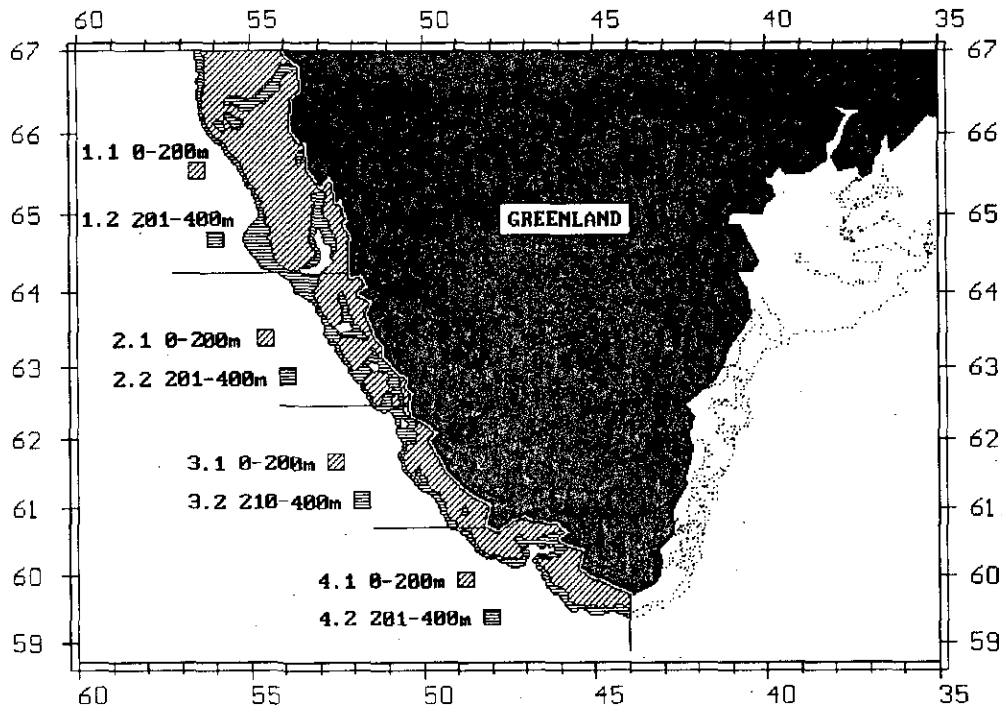 60 55 50 45 40 35
67 67
66 66
1.1 0-200m
65 65
1.2 201-400m
GREENLAND
64 64
2.1 0-200m
63 63
2.2 201-400m
62 62
3.1 0-200m
3.2 210-400m
61 61
4.1 0-200m
60 60
4.2 201-400m
59 59
60 55 50 45 40 35